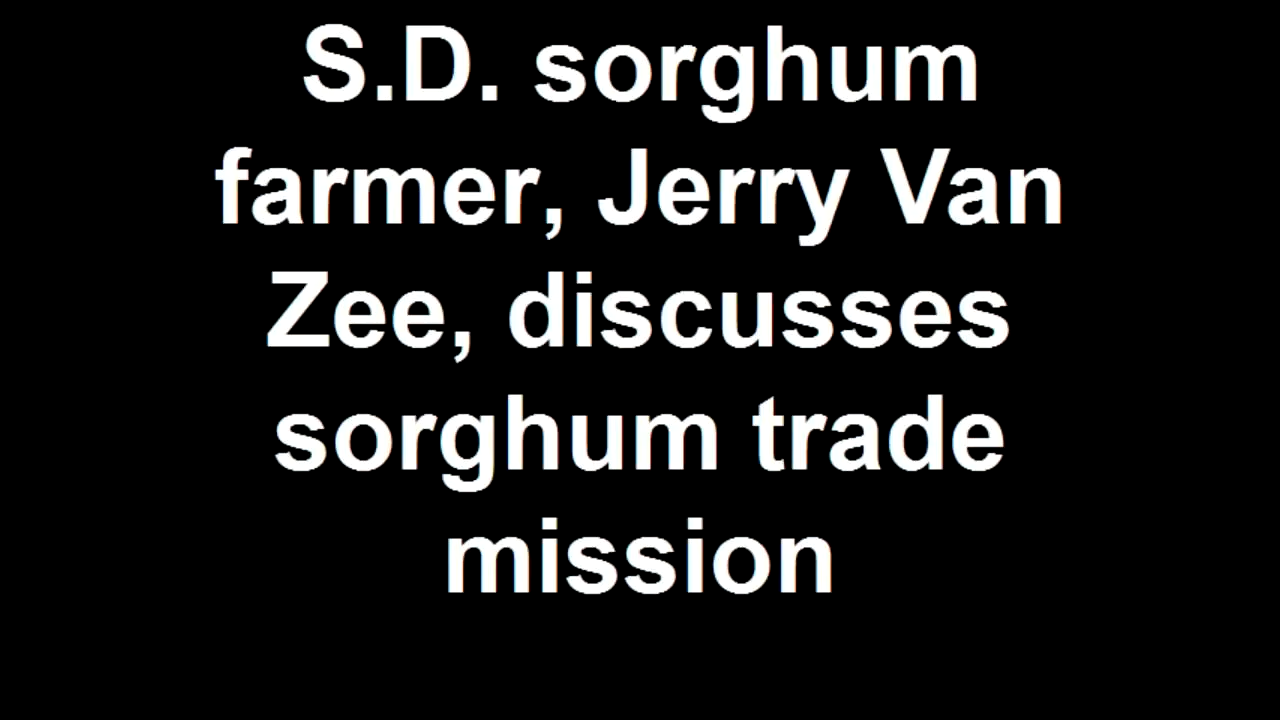 S.D. sorghum
farmer, Jerry Van
Zee, discusses
sorghum trade
mission